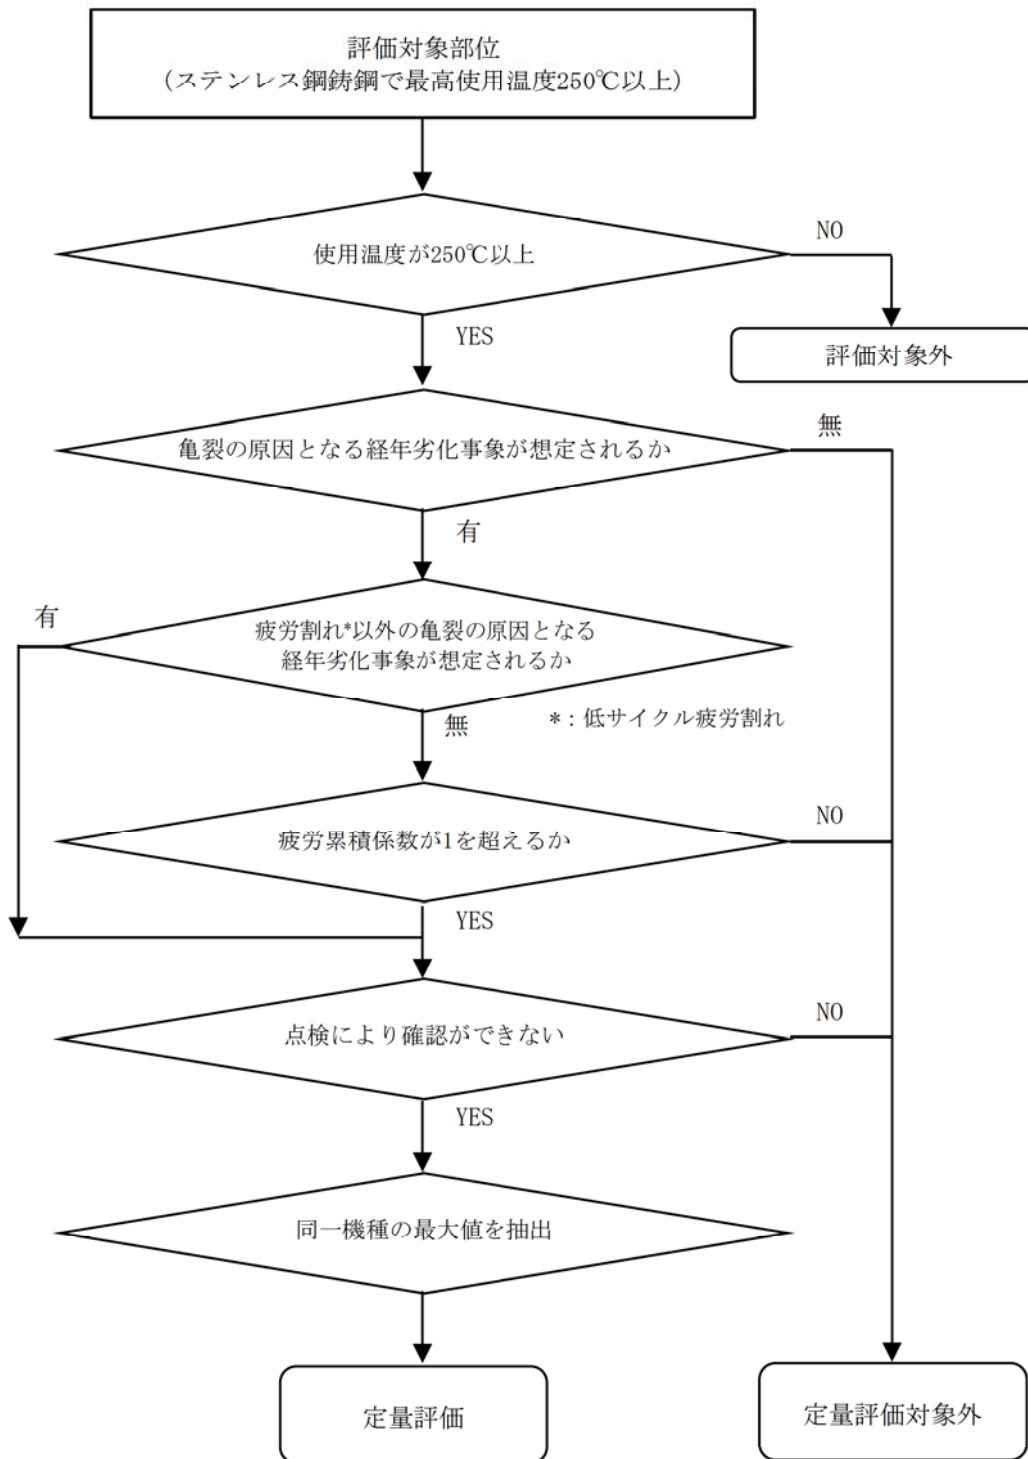 評価対象部位
(ステンレス鋼鋳鋼で最高使用温度250℃以上)
使用温度が250℃以上
NO
評価対象外
YES
亀裂の原因となる経年劣化事象が想定されるか
無
有
有
疲労割れ*以外の亀裂の原因となる
経年劣化事象が想定されるか
無
*：低サイクル疲労割れ
疲労累積係数が1を超えるか
NO
YES
点検により確認ができない
NO
YES
同一機種の最大値を抽出
定量評価
定量評価対象外